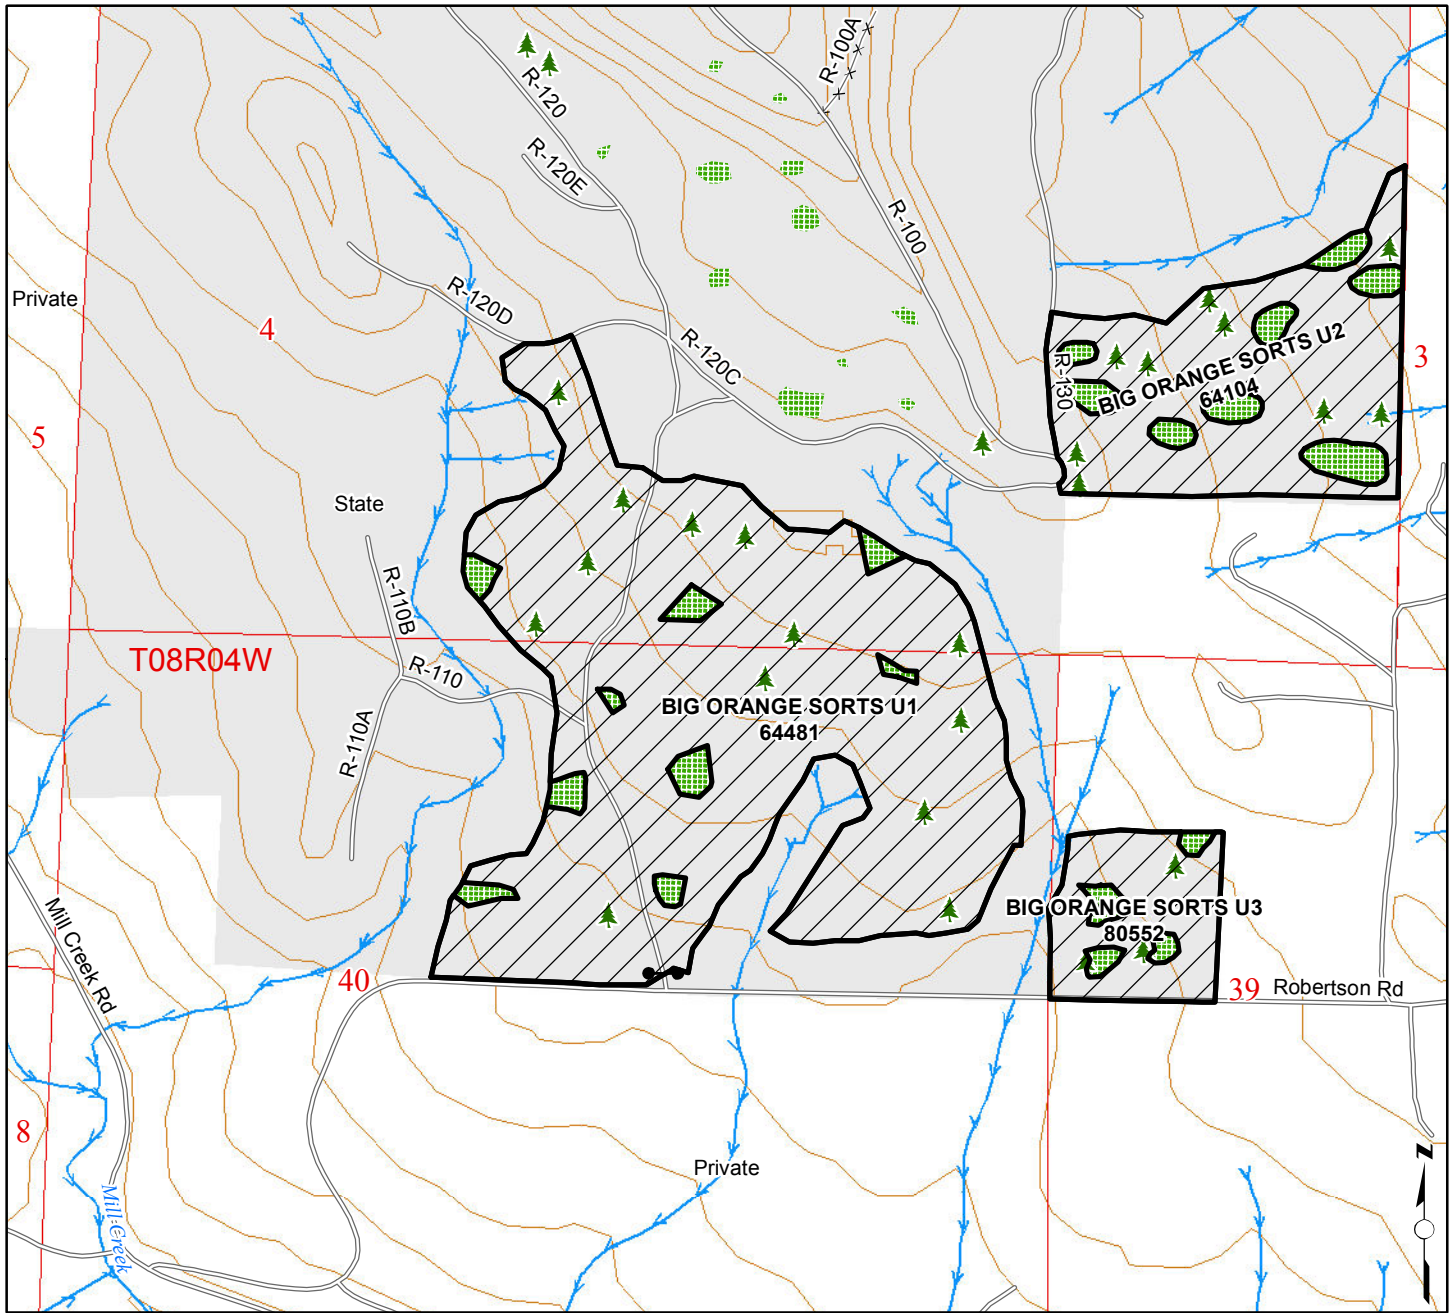 R-100A
R-120
R-120E
R-100
Private
R-120D
4
R-120C
3
R-130
BIG ORANGE SORTS U2
64104
5
State
R-110B
T08R04W
R-110
BIG ORANGE SORTS U1
64481
R-110A
Mill Creek Rd
BIG ORANGE SORTS U3
80552
40
39
Robertson Rd
8
Private
Z
Mill Creek